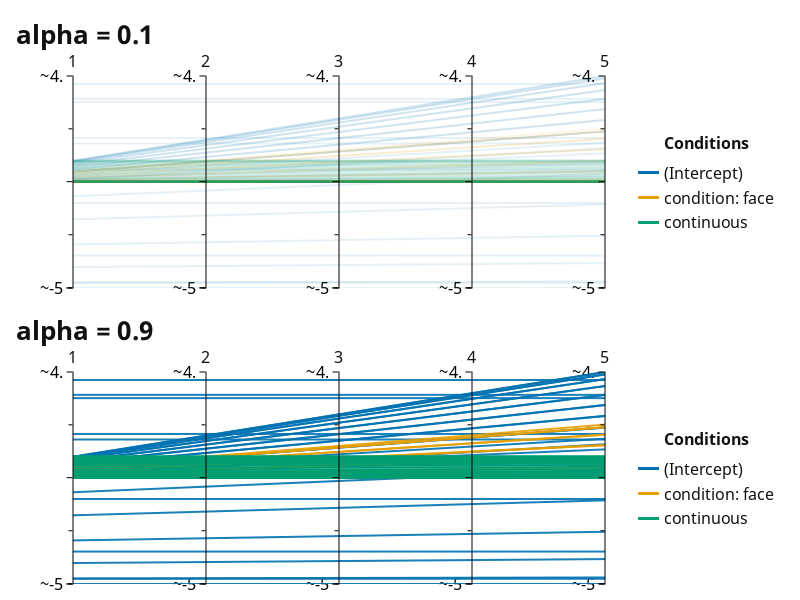 alpha = 0.1
1 2 3 4 5
~4. ~4. ~4. ~4. ~4.
Conditions
(Intercept)
condition: face
continuous
~-5 ~-5 ~-5 ~-5 ~-5
alpha = 0.9
1 2 3 4 5
~4. ~4. ~4. ~4. ~4.
Conditions
(Intercept)
condition: face
continuous
~-5 ~-5 ~-5 ~-5 ~-5